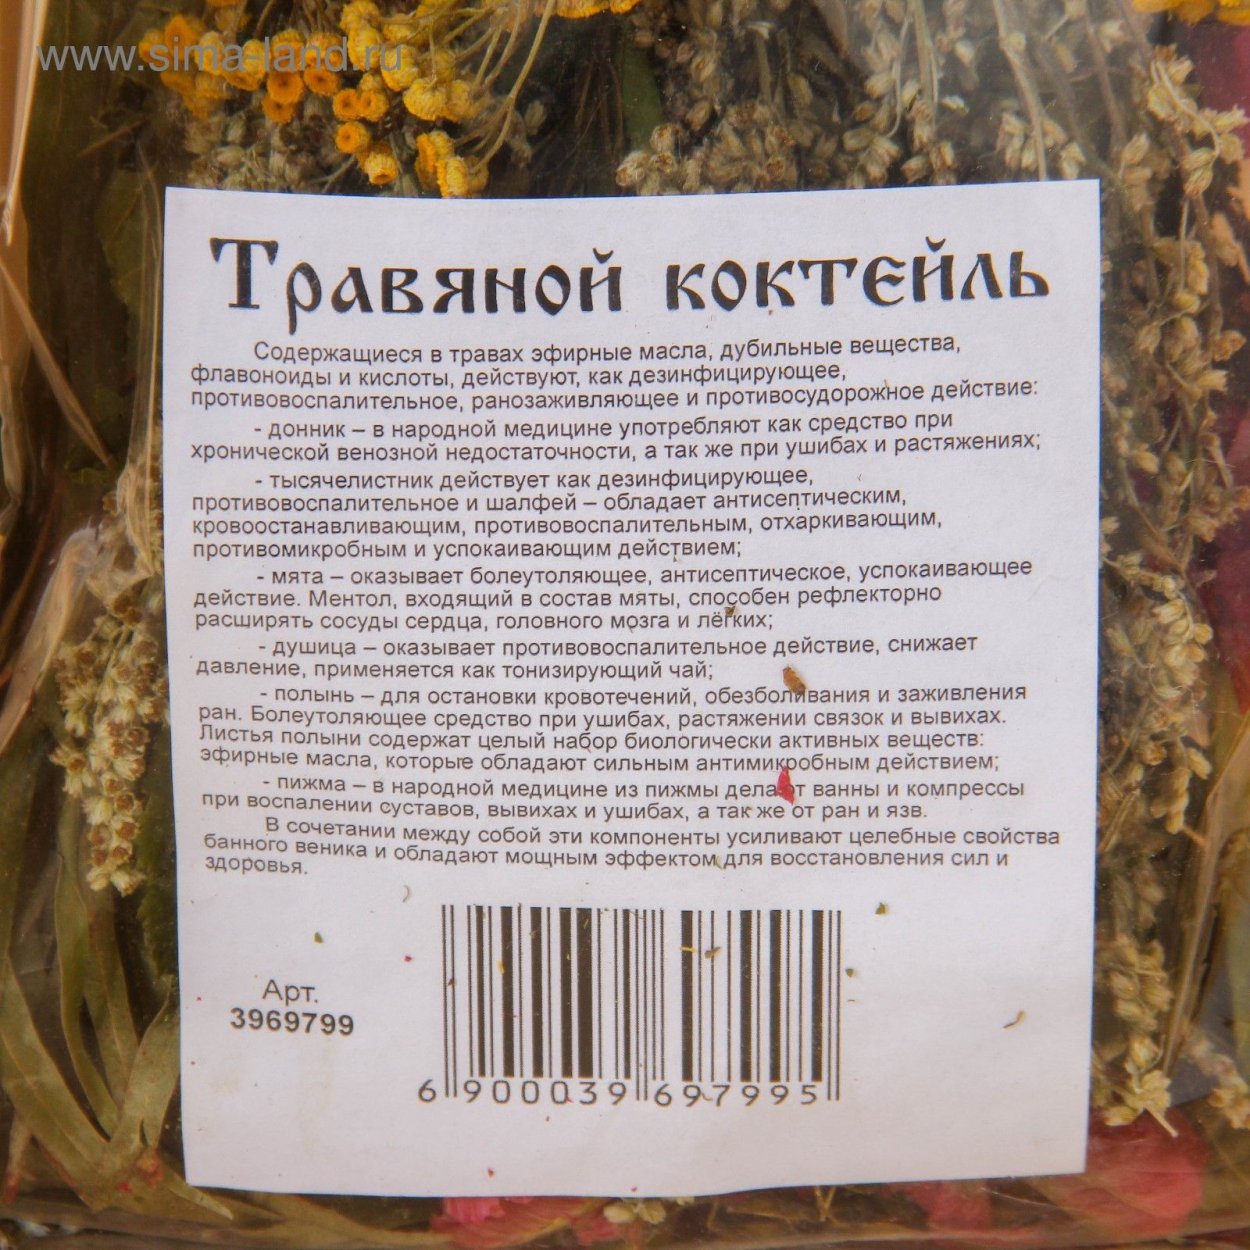 www.sima-land.ru
Травяной коктейль
Содержащиеся в травах эфирные масла, дубильные вещества,
флавоноиды и кислоты, действуют, как дезинфицирующее,
противовоспалительное, ранозаживляющее и противосудорожное действие:
- донник – в народной медицине употребляют как средство при
хронической венозной недостаточности, а так же при ушибах и растяжениях;
- тысячелистник действует как дезинфицирующее,
противовоспалительное и шалфей – обладает антисептическим,
кровоостанавливающим, противовоспалительным, отхаркивающим,
противомикробным и успокаивающим действием;
- мята – оказывает болеутоляющее, антисептическое, успокаивающее
действие. Ментол, входящий в состав мяты, способен рефлекторно
расширять сосуды сердца, головного мозга и лёгких;
- душица – оказывает противовоспалительное действие, снижает
давление, применяется как тонизирующий чай;
- полынь – для остановки кровотечений, обезболивания и заживления
ран. Болеутоляющее средство при ушибах, растяжении связок и вывихах.
Листья полыни содержат целый набор биологически активных веществ:
эфирные масла, которые обладают сильным антимикробным действием;
- пижма – в народной медицине из пижмы делают ванны и компрессы
при воспалении суставов, вывихах и ушибах, а так же от ран и язв.
В сочетании между собой эти компоненты усиливают целебные свойства
банного веника и обладают мощным эффектом для восстановления сил и
здоровья.
Арт.
3969799
6 900039 697995